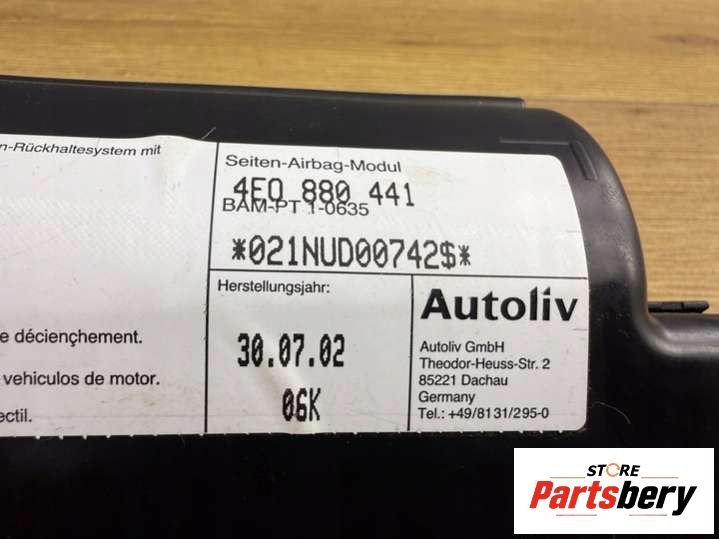 n-Rückhaltesystem mit
Seiten-Airbag-Modul
4E0 880 441
BAM-PT 1-0635
*021NUD00742$*
Herstellungsjahr:
30.07.02
06K
Autoliv
Autoliv GmbH
Theodor-Heuss-Str. 2
85221 Dachau
Germany
Tel.: +49/8131/295-0
e décienchement.
vehiculos de motor.
ectil.
STORE
Partsbery